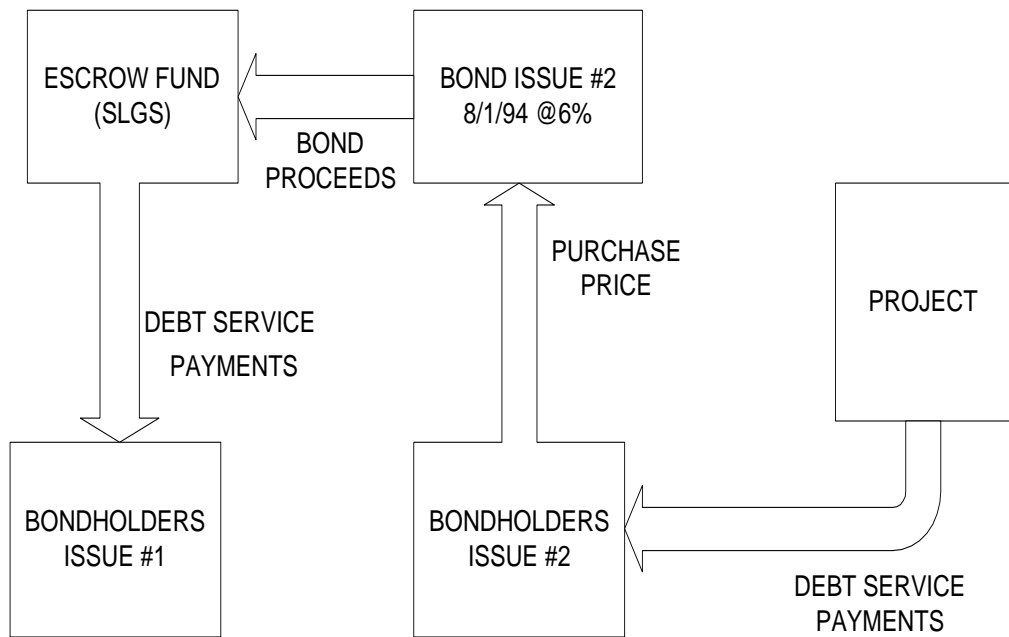 ESCROW FUND
(SLGS)
BOND ISSUE #2
8/1/94 @6%
BOND
PROCEEDS
PURCHASE
PRICE
PROJECT
DEBT SERVICE
PAYMENTS
BONDHOLDERS
ISSUE #1
BONDHOLDERS
ISSUE #2
DEBT SERVICE
PAYMENTS